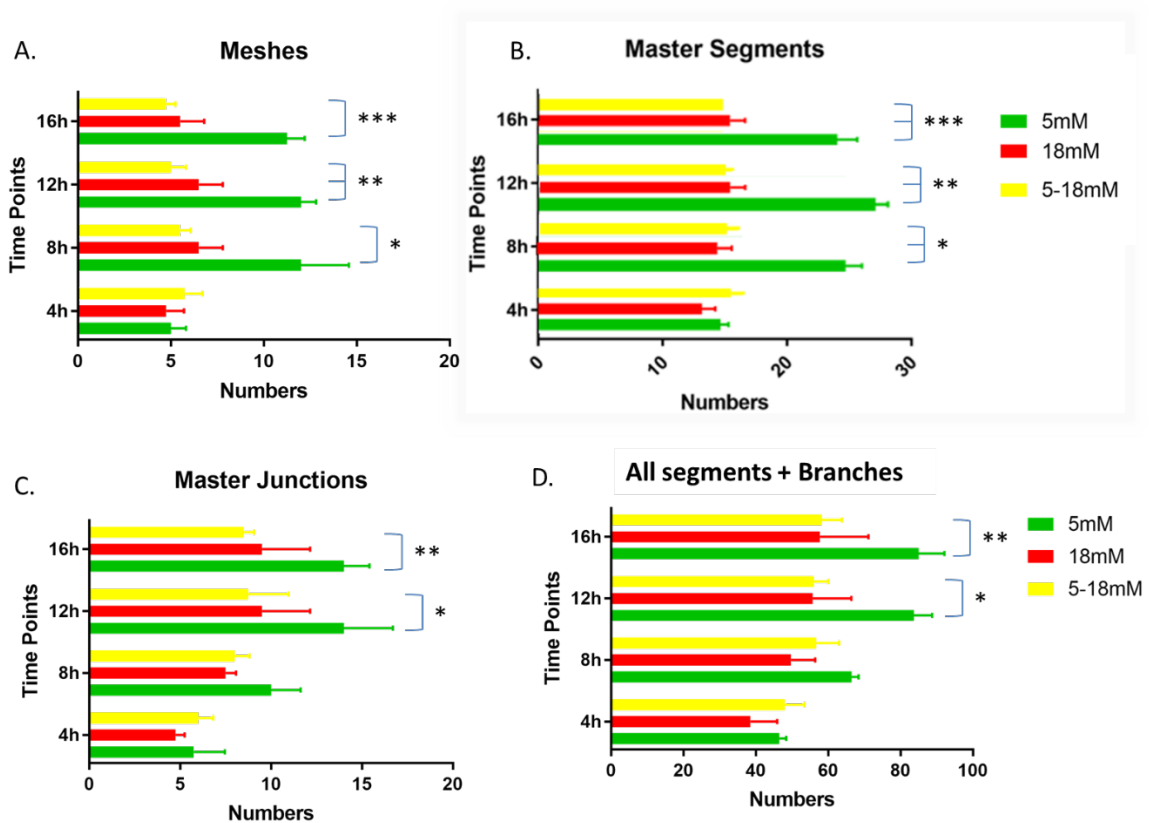 A.
Meshes
Time Points
16h
12h
8h
4h
***
**
*
0 5 10 15 20
Numbers
B.
Master Segments
Time Points
16h
12h
8h
4h
***
**
*
0 10 20 30
Numbers
5mM
18mM
5-18mM
C.
Master Junctions
Time Points
16h
12h
8h
4h
**
*
0 5 10 15 20
Numbers
D.
All segments + Branches
Time Points
16h
12h
8h
4h
**
*
0 20 40 60 80 100
Numbers
5mM
18mM
5-18mM